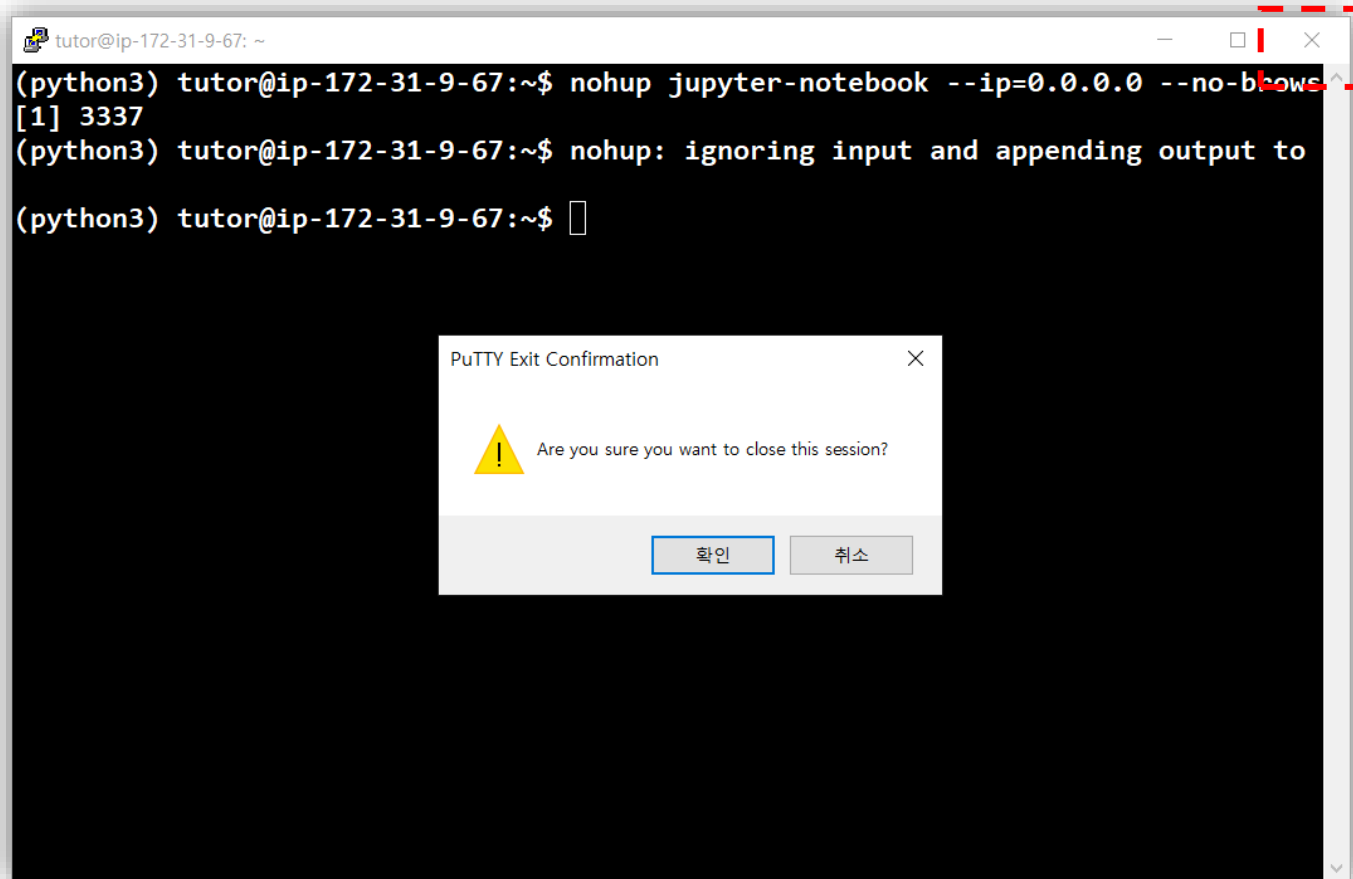 tutor@ip-172-31-9-67: ~
(python3) tutor@ip-172-31-9-67:~$ nohup jupyter-notebook --ip=0.0.0.0 --no-brows
[1] 3337
(python3) tutor@ip-172-31-9-67:~$ nohup: ignoring input and appending output to
(python3) tutor@ip-172-31-9-67:~$
PuTTY Exit Confirmation
Are you sure you want to close this session?
확인 취소